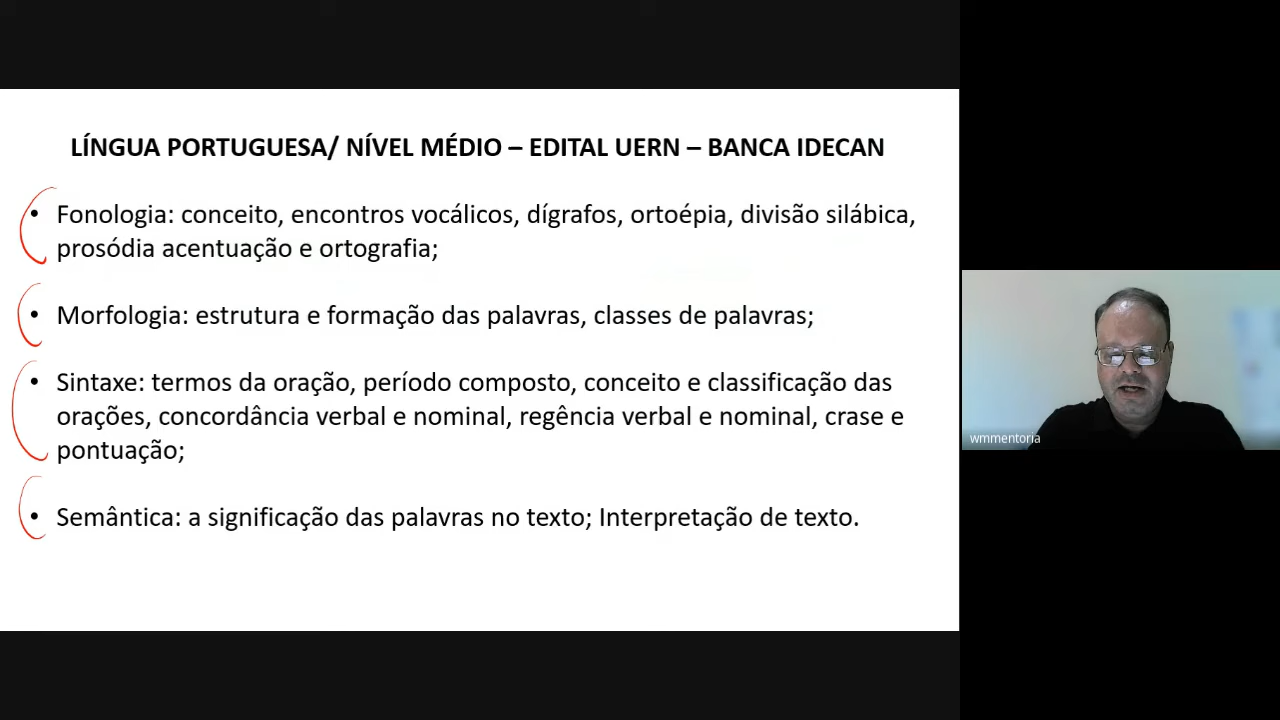 LÍNGUA PORTUGUESA/ NÍVEL MÉDIO – EDITAL UERN – BANCA IDECAN
• Fonologia: conceito, encontros vocálicos, dígrafos, ortoépia, divisão silábica,
prosódia acentuação e ortografia;
• Morfologia: estrutura e formação das palavras, classes de palavras;
• Sintaxe: termos da oração, período composto, conceito e classificação das
orações, concordância verbal e nominal, regência verbal e nominal, crase e
pontuação;
• Semântica: a significação das palavras no texto; Interpretação de texto.
wmmentoria